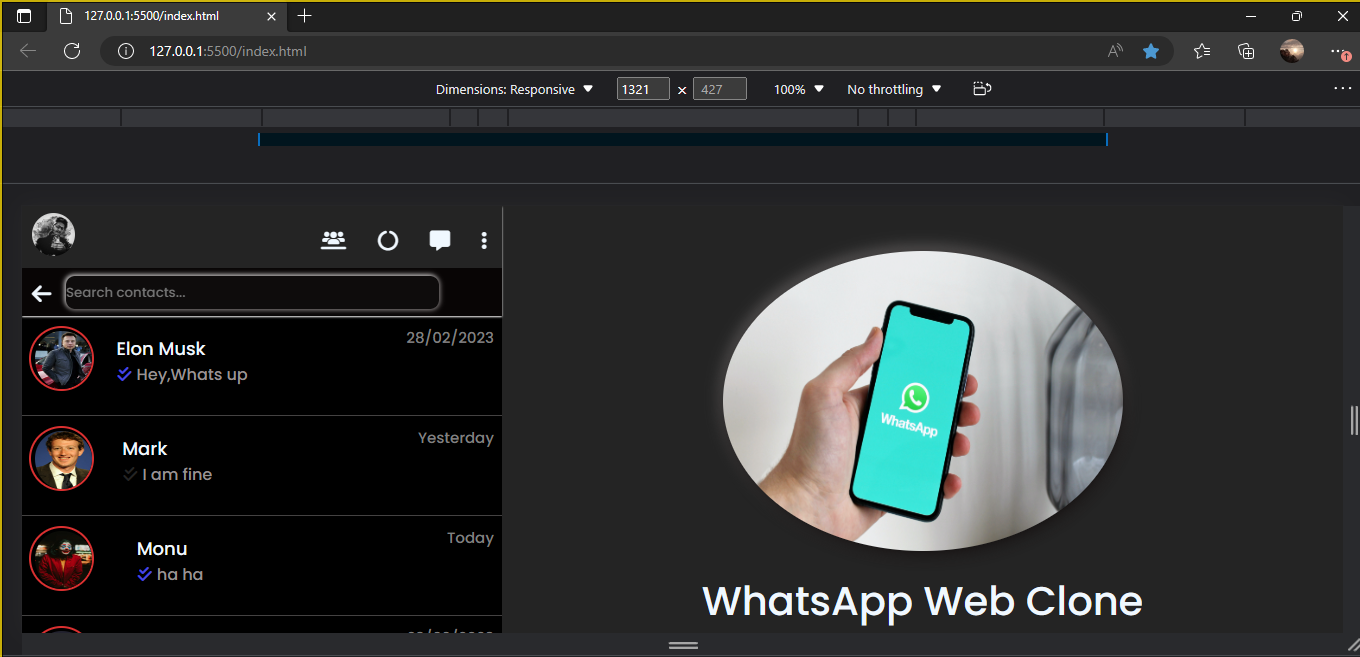 127.0.0.1:5500/index.html
127.0.0.1:5500/index.html
Dimensions: Responsive 1321 × 427 100% No throttling
Search contacts...
Elon Musk 28/02/2023
Hey,Whats up
Mark Yesterday
I am fine
Monu Today
ha ha
WhatsApp
WhatsApp Web Clone